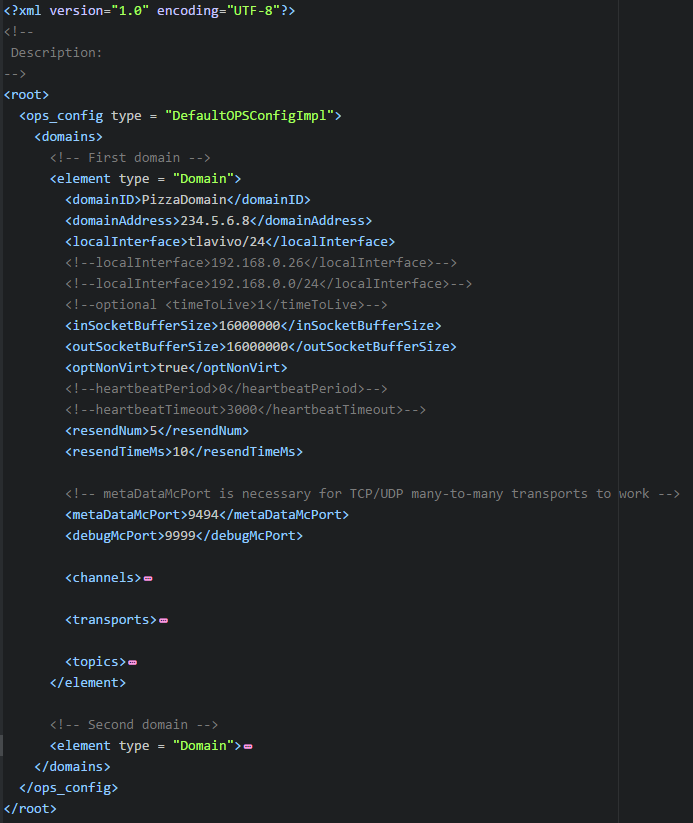 <?xml version="1.0" encoding="UTF-8"?>
<!--
 Description:
-->
<root>
  <ops_config type = "DefaultOPSConfigImpl">
    <domains>
      <!-- First domain -->
      <element type = "Domain">
        <domainID>PizzaDomain</domainID>
        <domainAddress>234.5.6.8</domainAddress>
        <localInterface>tlavivo/24</localInterface>
        <!--localInterface>192.168.0.26</localInterface>-->
        <!--localInterface>192.168.0.0/24</localInterface>-->
        <!--optional <timeToLive>1</timeToLive>-->
        <inSocketBufferSize>16000000</inSocketBufferSize>
        <outSocketBufferSize>16000000</outSocketBufferSize>
        <optNonVirt>true</optNonVirt>
        <!--heartbeatPeriod>0</heartbeatPeriod>-->
        <!--heartbeatTimeout>3000</heartbeatTimeout>-->
        <resendNum>5</resendNum>
        <resendTimeMs>10</resendTimeMs>

        <!-- metaDataMcPort is necessary for TCP/UDP many-to-many transports to work -->
        <metaDataMcPort>9494</metaDataMcPort>
        <debugMcPort>9999</debugMcPort>

        <channels>

        <transports>

        <topics>
      </element>

      <!-- Second domain -->
      <element type = "Domain">
    </domains>
  </ops_config>
</root>